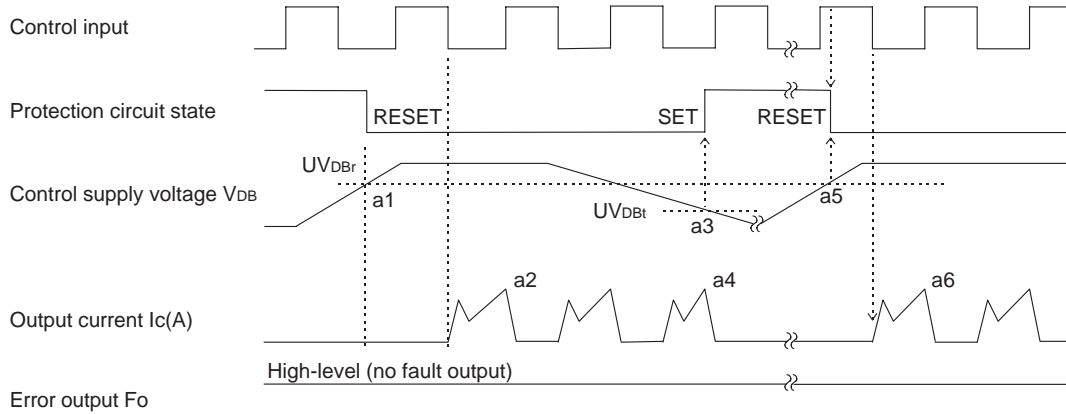 Control input
Protection circuit state
RESET
SET
RESET
UVDBr
Control supply voltage VDB
a1
UVDBt
a3
a5
a2
a4
a6
Output current Ic(A)
High-level (no fault output)
Error output Fo